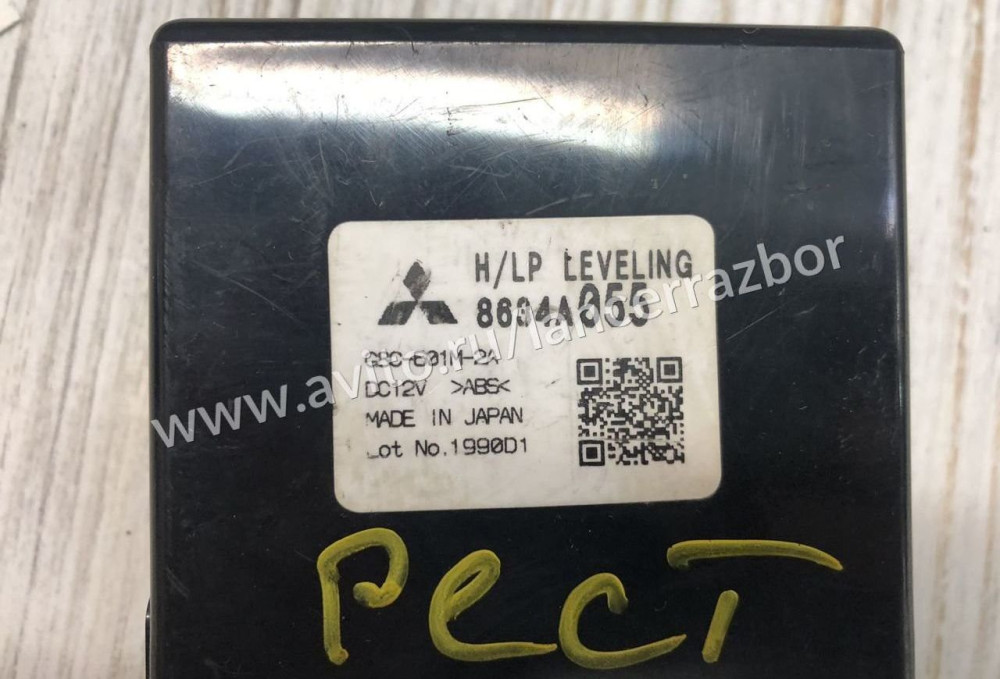 H/LP LEVELING
8634A055
DC12V >ABS<
MADE IN JAPAN
Lot No.1990D1
www.avito.ru/lancerrazbor
Рест